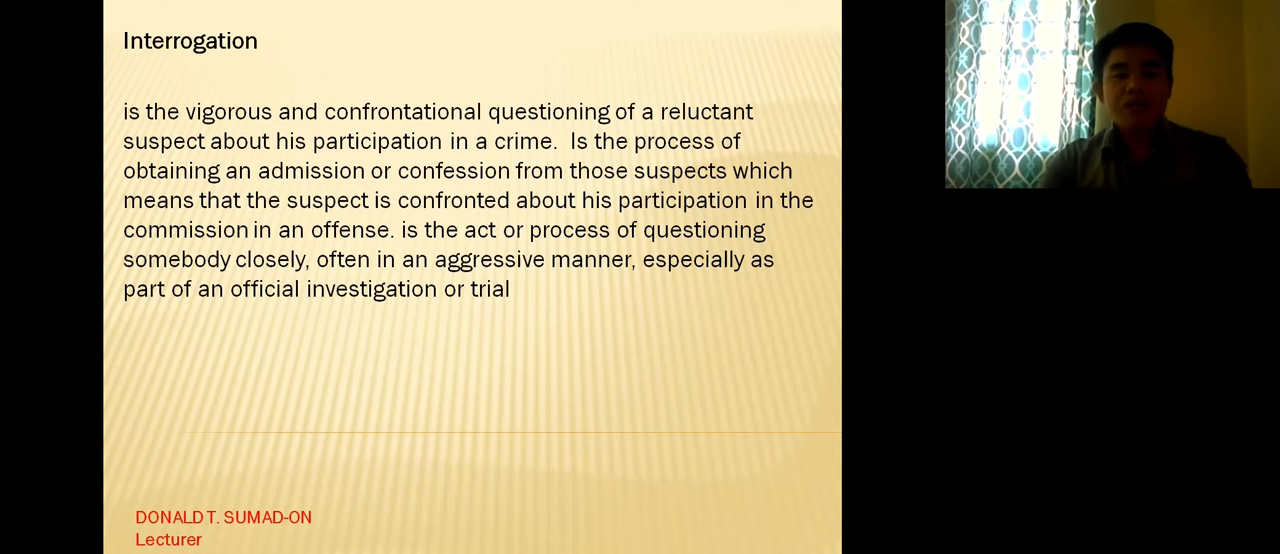 Interrogation
is the vigorous and confrontational questioning of a reluctant
suspect about his participation in a crime.  Is the process of
obtaining an admission or confession from those suspects which
means that the suspect is confronted about his participation in the
commission in an offense. is the act or process of questioning
somebody closely, often in an aggressive manner, especially as
part of an official investigation or trial
DONALD T. SUMAD-ON
Lecturer